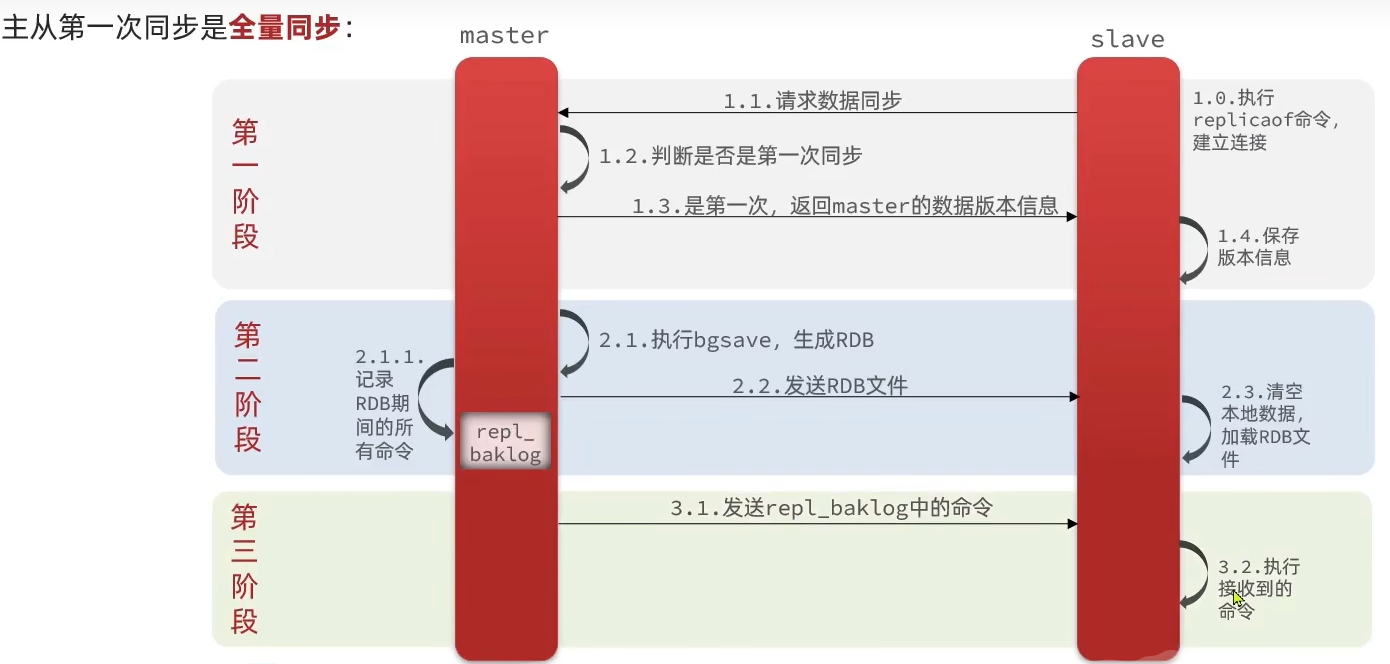 主从第一次同步是全量同步：
master
slave
第
一
阶
段
1.1.请求数据同步
1.0.执行
replicaof命令，
建立连接
1.2.判断是否是第一次同步
1.3.是第一次，返回master的数据版本信息
1.4.保存
版本信息
第
二
阶
段
2.1.执行bgsave，生成RDB
2.1.1.
记录
RDB期
间的所
有命令
repl_
baklog
2.2.发送RDB文件
2.3.清空
本地数据，
加载RDB文
件
第
三
阶
段
3.1.发送repl_baklog中的命令
3.2.执行
接收到的
命令